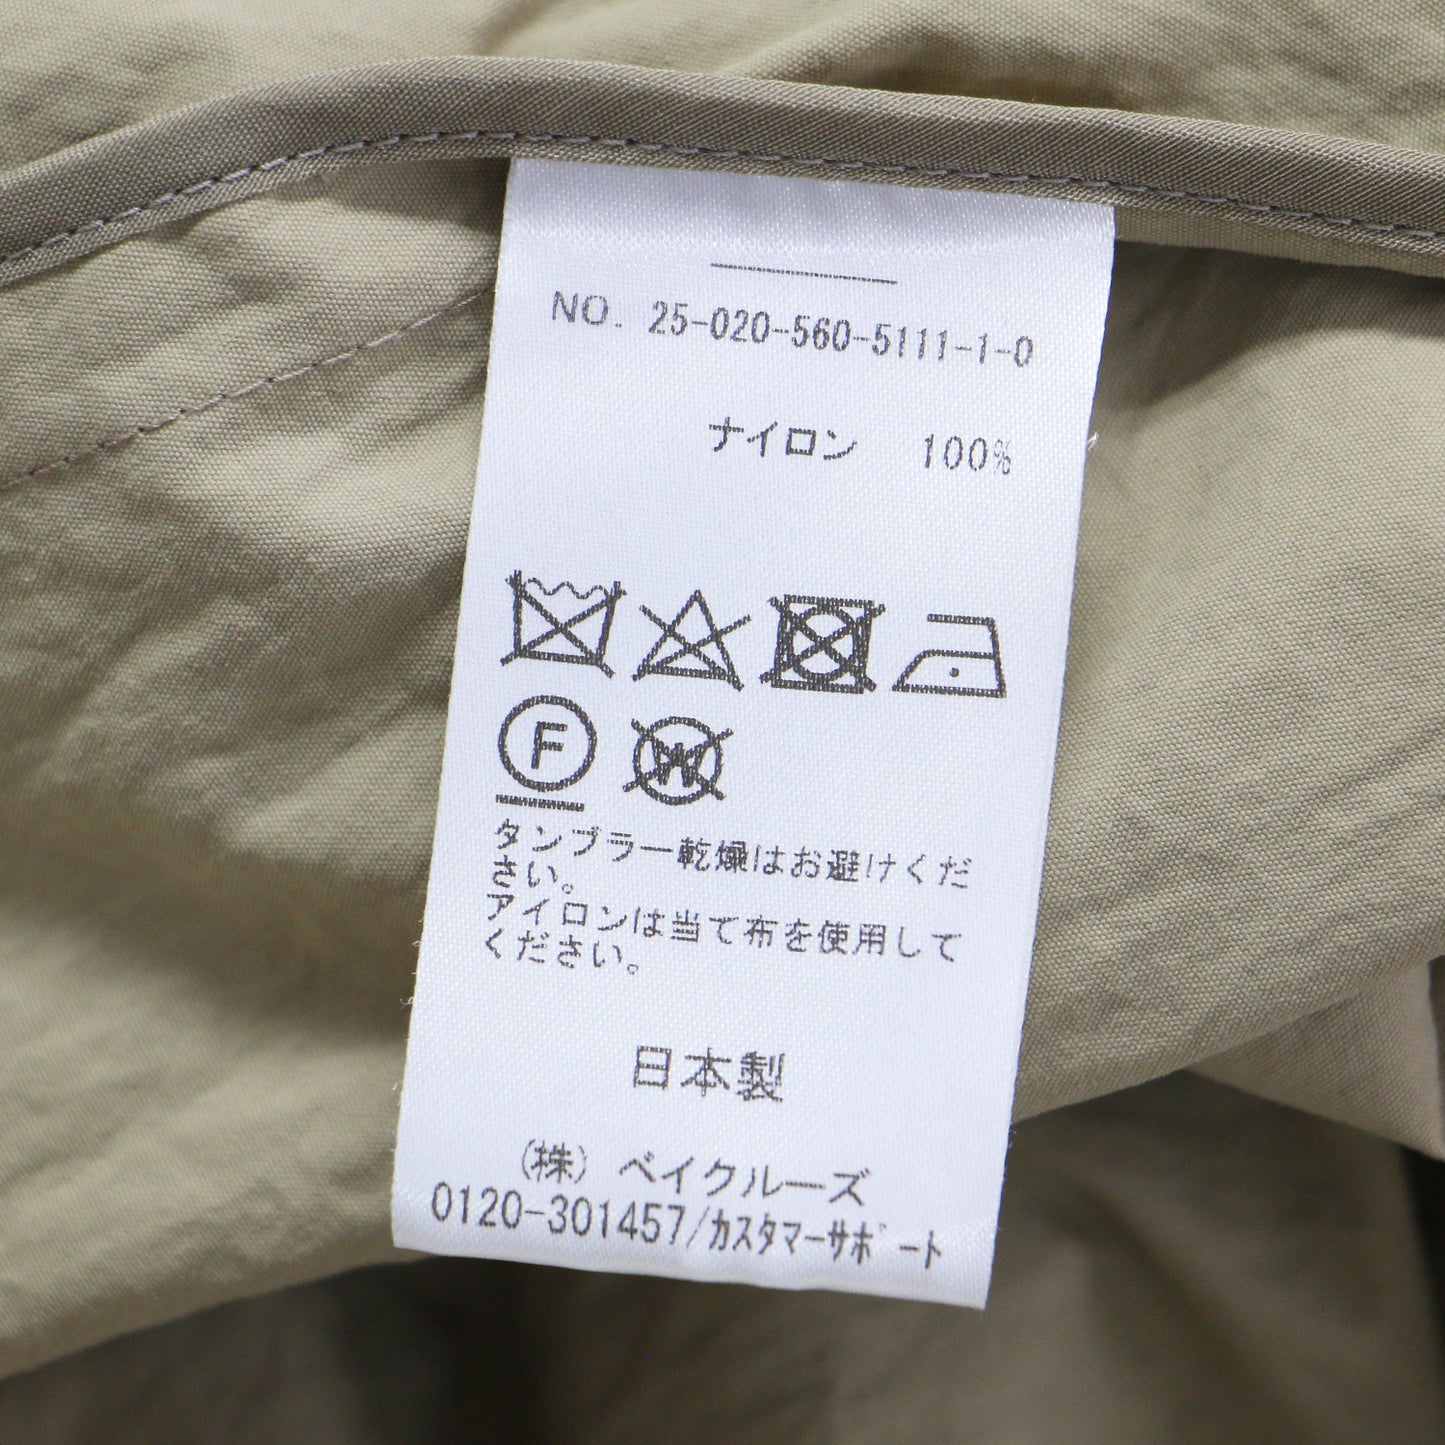 NO. 25-020-560-5111-1-0
ナイロン 100%
F W
タンブラー乾燥はお避けくだ
さい。
アイロンは当て布を使用して
ください。
日本製
(株) ベイクルーズ
0120-301457/カスタマーサポート